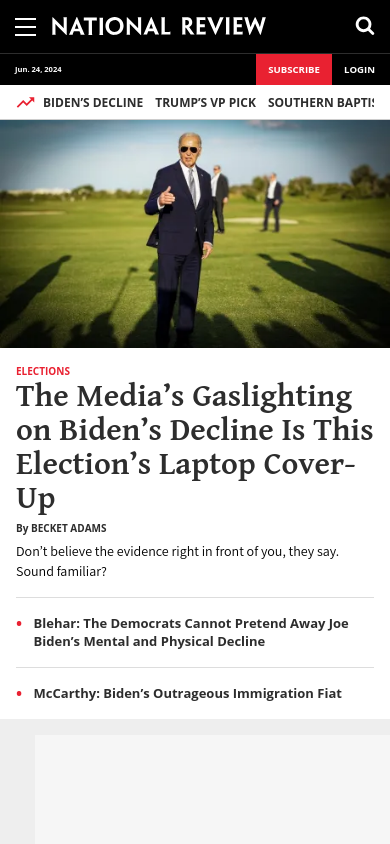 NATIONAL REVIEW
Jun. 24, 2024
SUBSCRIBE
LOGIN
BIDEN’S DECLINE
TRUMP’S VP PICK
SOUTHERN
ELECTIONS
The Media’s Gaslighting
on Biden’s Decline Is This
Election’s Laptop Cover-
Up
By BECKET ADAMS
Don’t believe the evidence right in front of you, they say.
Sound familiar?
Blehar: The Democrats Cannot Pretend Away Joe
Biden’s Mental and Physical Decline
McCarthy: Biden’s Outrageous Immigration Fiat